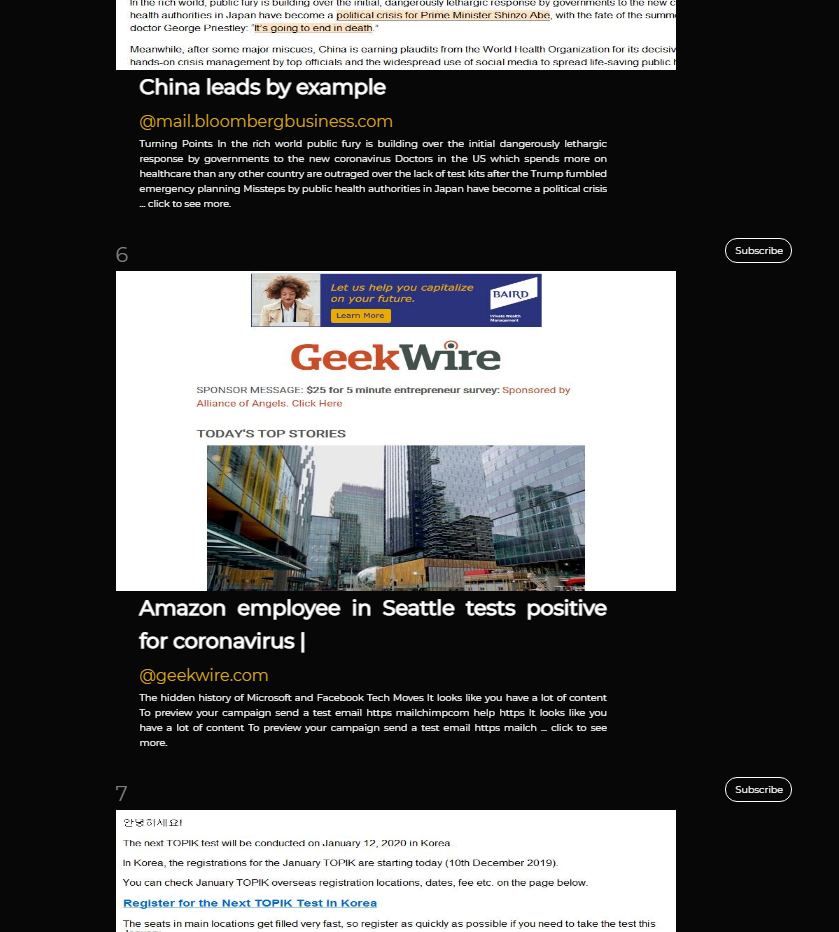 In the rich world, public fury is building over the initial, dangerously lethargic response by governments to the new c
health authorities in Japan have become a political crisis for Prime Minister Shinzo Abe, with the fate of the summ
doctor George Priestley: "It's going to end in death."
Meanwhile, after some major miscues, China is earning plaudits from the World Health Organization for its decisiv
hands-on crisis management by top officials and the widespread use of social media to spread life-saving public h
China leads by example
@mail.bloombergbusiness.com
Turning Points In the rich world public fury is building over the initial dangerously lethargic
response by governments to the new coronavirus Doctors in the US which spends more on
healthcare than any other country are outraged over the lack of test kits after the Trump fumbled
emergency planning Missteps by public health authorities in Japan have become a political crisis
... click to see more.
6
Subscribe
Let us help you capitalize
on your future.
Learn More
BAIRD
Private Wealth
Management
GeekWire
SPONSOR MESSAGE: $25 for 5 minute entrepreneur survey: Sponsored by
Alliance of Angels. Click Here
TODAY'S TOP STORIES
Amazon employee in Seattle tests positive
for coronavirus |
@geekwire.com
The hidden history of Microsoft and Facebook Tech Moves It looks like you have a lot of content
To preview your campaign send a test email https mailchimpcom help https It looks like you
have a lot of content To preview your campaign send a test email https mailch ... click to see
more.
7
Subscribe
안녕하세요!
The next TOPIK test will be conducted on January 12, 2020 in Korea
In Korea, the registrations for the January TOPIK are starting today (10th December 2019).
You can check January TOPIK overseas registration locations, dates, fee etc. on the page below.
Register for the Next TOPIK Test in Korea
The seats in main locations get filled very fast, so register as quickly as possible if you need to take the test this